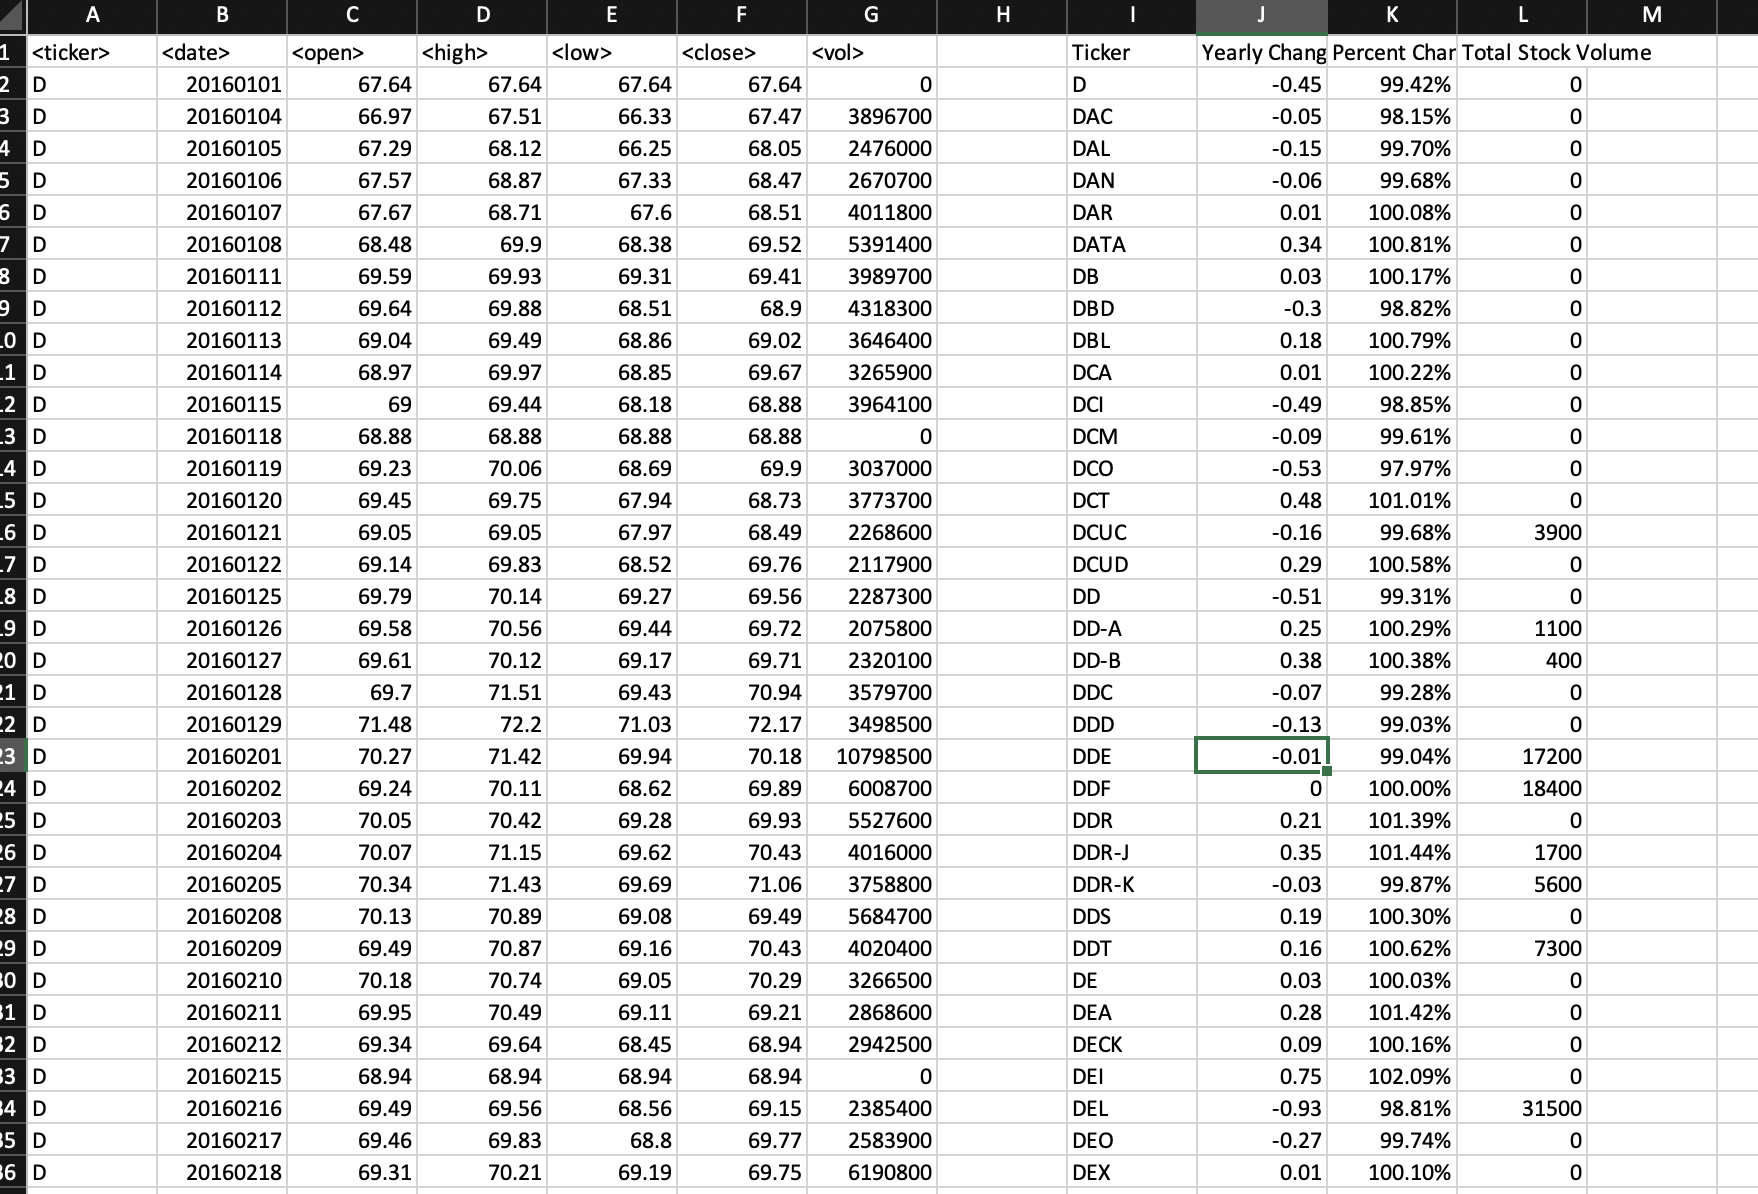 A B C D E F G H I J K L M
1 <ticker> <date> <open> <high> <low> <close> <vol> Ticker Yearly Chang Percent Char Total Stock Volume
2 D 20160101 67.64 67.64 67.64 67.64 0 D -0.45 99.42% 0
3 D 20160104 66.97 67.51 66.33 67.47 3896700 DAC -0.05 98.15% 0
4 D 20160105 67.29 68.12 66.25 68.05 2476000 DAL -0.15 99.70% 0
5 D 20160106 67.57 68.87 67.33 68.47 2670700 DAN -0.06 99.68% 0
6 D 20160107 67.67 68.71 67.6 68.51 4011800 DAR 0.01 100.08% 0
7 D 20160108 68.48 69.9 68.38 69.52 5391400 DATA 0.34 100.81% 0
8 D 20160111 69.59 69.93 69.31 69.41 3989700 DB 0.03 100.17% 0
9 D 20160112 69.64 69.88 68.51 68.9 4318300 DBD -0.3 98.82% 0
0 D 20160113 69.04 69.49 68.86 69.02 3646400 DBL 0.18 100.79% 0
1 D 20160114 68.97 69.97 68.85 69.67 3265900 DCA 0.01 100.22% 0
2 D 20160115 69 69.44 68.18 68.88 3964100 DCI -0.49 98.85% 0
3 D 20160118 68.88 68.88 68.88 68.88 0 DCM -0.09 99.61% 0
4 D 20160119 69.23 70.06 68.69 69.9 3037000 DCO -0.53 97.97% 0
5 D 20160120 69.45 69.75 67.94 68.73 3773700 DCT 0.48 101.01% 0
6 D 20160121 69.05 69.05 67.97 68.49 2268600 DCUC -0.16 99.68% 3900
7 D 20160122 69.14 69.83 68.52 69.76 2117900 DCUD 0.29 100.58% 0
8 D 20160125 69.79 70.14 69.27 69.56 2287300 DD -0.51 99.31% 0
9 D 20160126 69.58 70.56 69.44 69.72 2075800 DD-A 0.25 100.29% 1100
20 D 20160127 69.61 70.12 69.17 69.71 2320100 DD-B 0.38 100.38% 400
21 D 20160128 69.7 71.51 69.43 70.94 3579700 DDC -0.07 99.28% 0
22 D 20160129 71.48 72.2 71.03 72.17 3498500 DDD -0.13 99.03% 0
23 D 20160201 70.27 71.42 69.94 70.18 10798500 DDE -0.01 99.04% 17200
24 D 20160202 69.24 70.11 68.62 69.89 6008700 DDF 0 100.00% 18400
25 D 20160203 70.05 70.42 69.28 69.93 5527600 DDR 0.21 101.39% 0
26 D 20160204 70.07 71.15 69.62 70.43 4016000 DDR-J 0.35 101.44% 1700
27 D 20160205 70.34 71.43 69.69 71.06 3758800 DDR-K -0.03 99.87% 5600
28 D 20160208 70.13 70.89 69.08 69.49 5684700 DDS 0.19 100.30% 0
29 D 20160209 69.49 70.87 69.16 70.43 4020400 DDT 0.16 100.62% 7300
30 D 20160210 70.18 70.74 69.05 70.29 3266500 DE 0.03 100.03% 0
31 D 20160211 69.95 70.49 69.11 69.21 2868600 DEA 0.28 101.42% 0
32 D 20160212 69.34 69.64 68.45 68.94 2942500 DECK 0.09 100.16% 0
33 D 20160215 68.94 68.94 68.94 68.94 0 DEI 0.75 102.09% 0
34 D 20160216 69.49 69.56 68.56 69.15 2385400 DEL -0.93 98.81% 31500
35 D 20160217 69.46 69.83 68.8 69.77 2583900 DEO -0.27 99.74% 0
36 D 20160218 69.31 70.21 69.19 69.75 6190800 DEX 0.01 100.10% 0